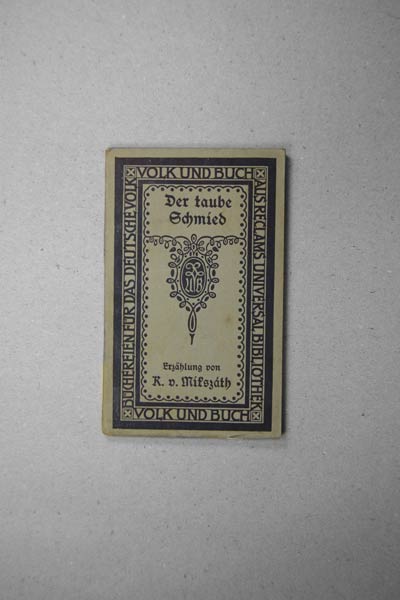 VOLK UND BUCH
AUS RECLAMS UNIVERSAL BIBLIOTHEK
VOLK UND BUCH
BÜCHEREIEN FÜR DAS DEUTSCHE VOLK
Der taube
Schmied
Erzählung von
K. v. Mikszáth